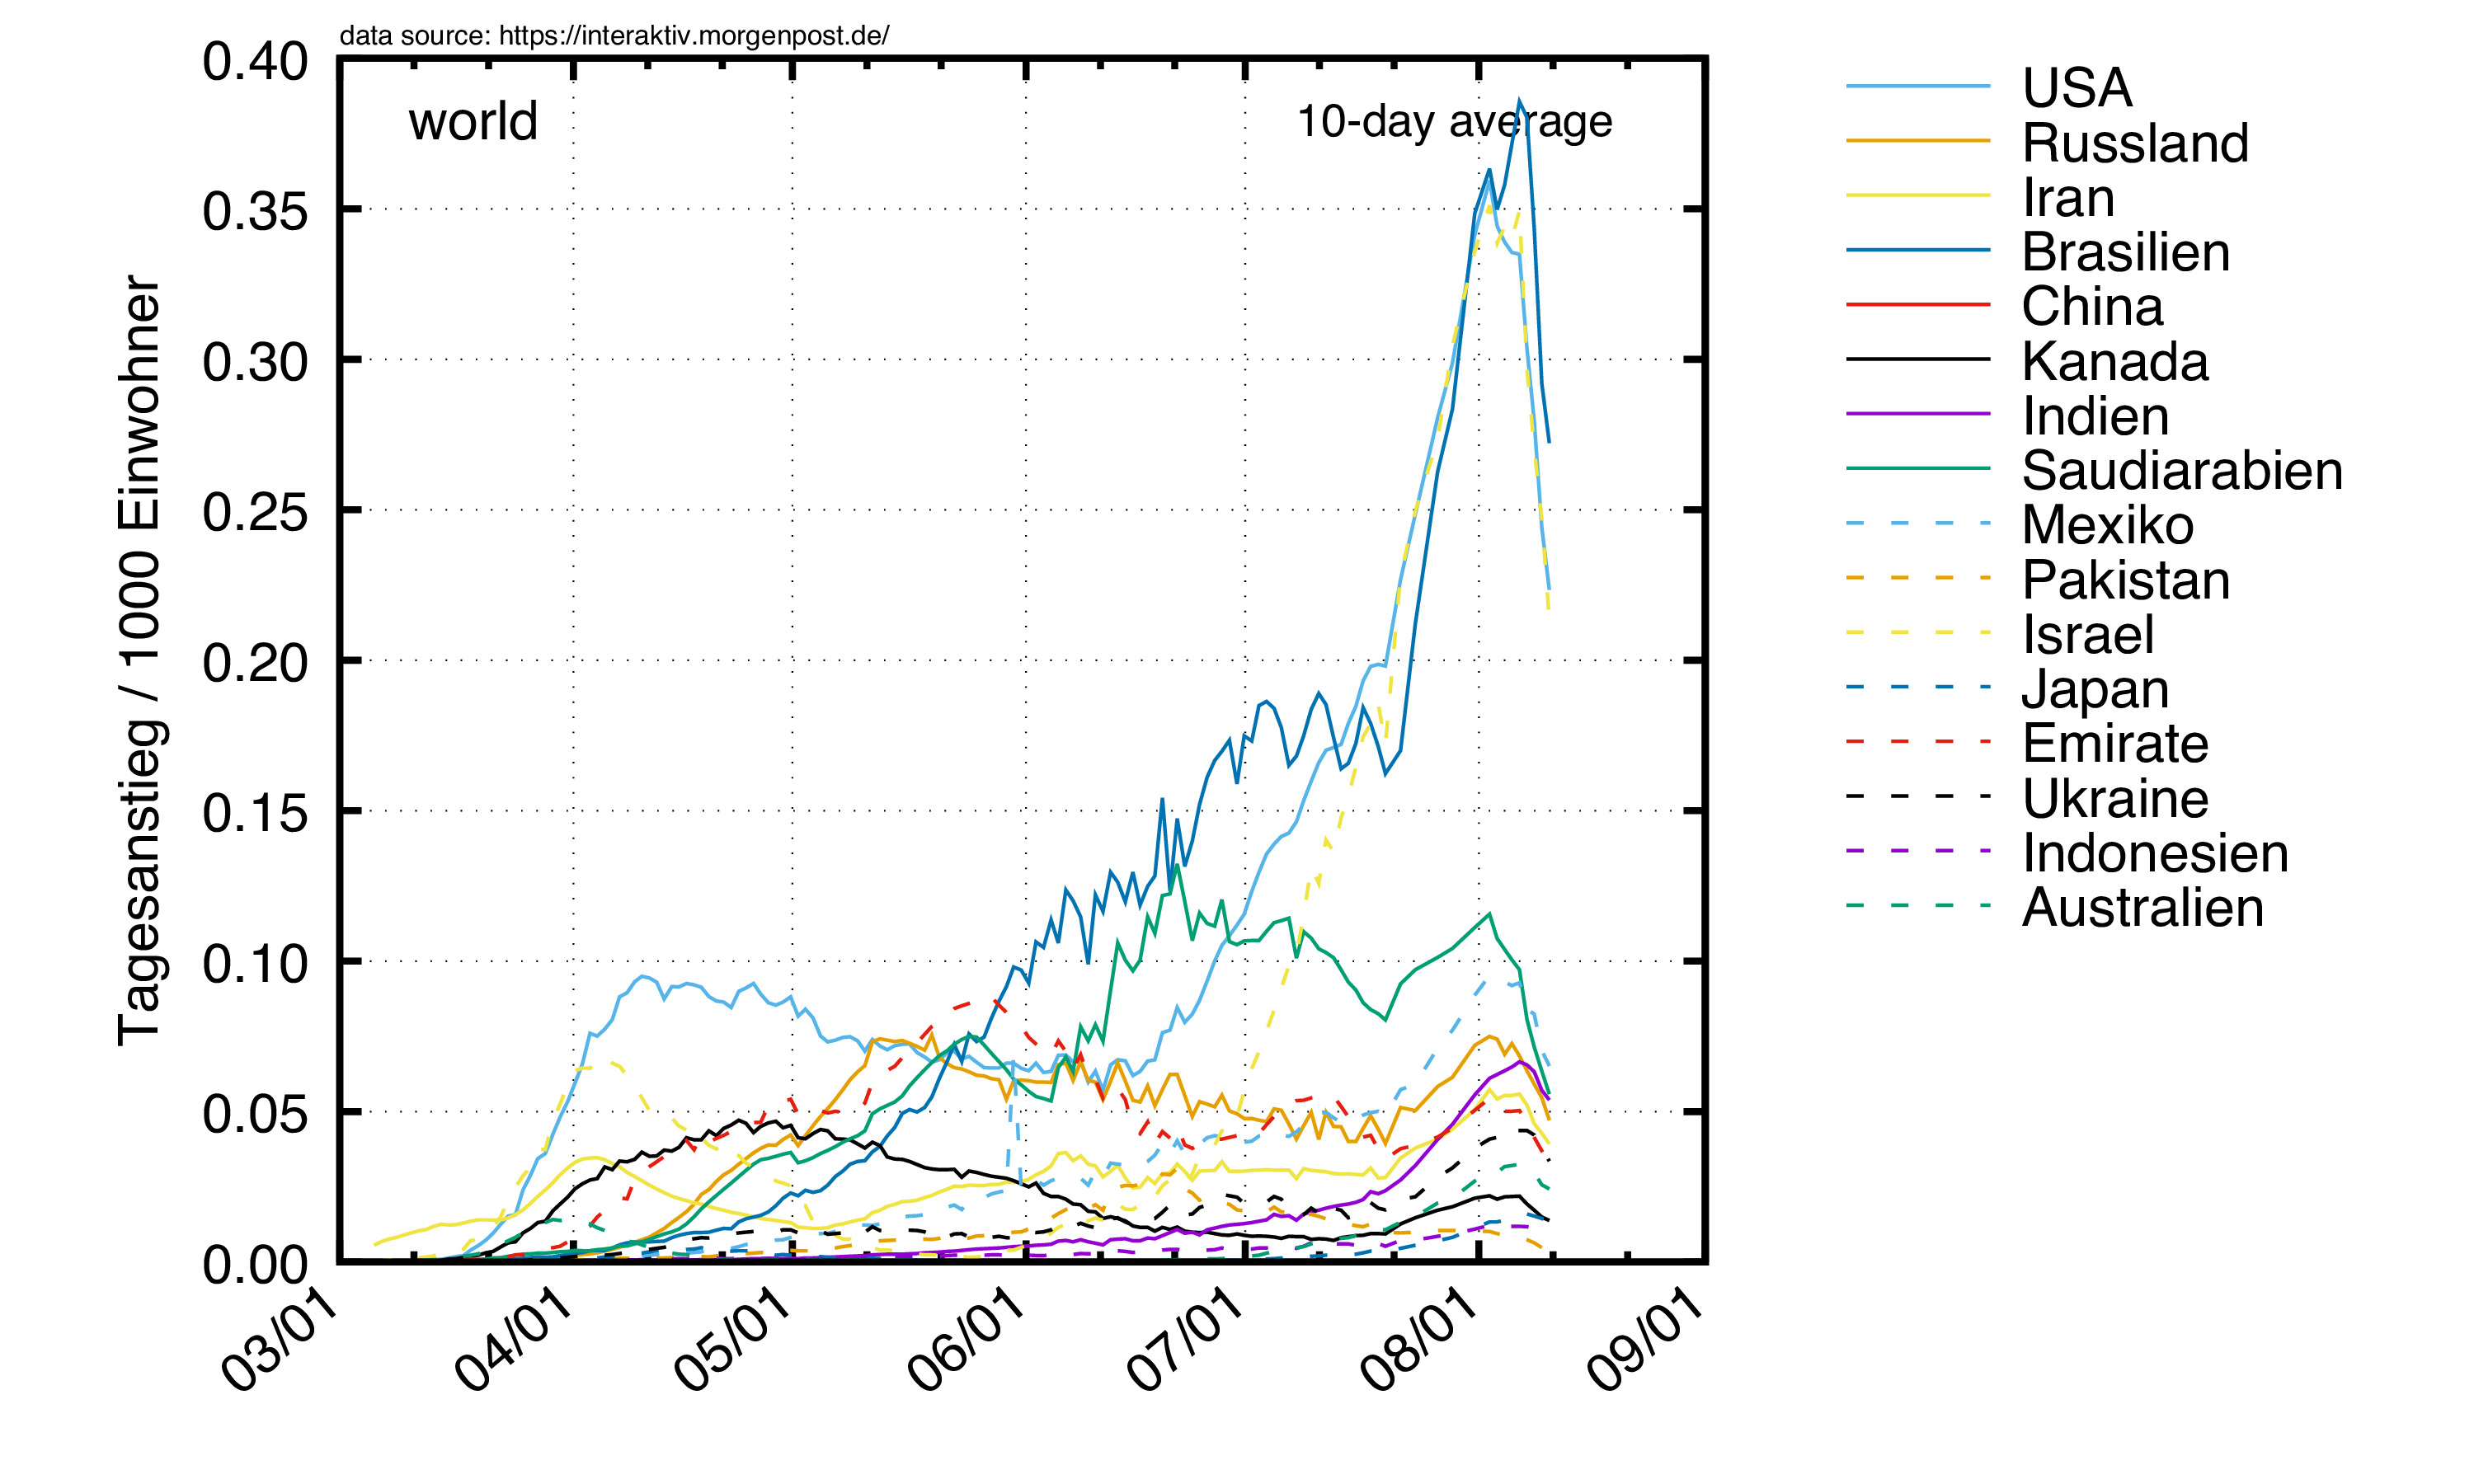 data source: https://interaktiv.morgenpost.de/
world
10-day average
Tagesanstieg / 1000 Einwohner
0.40
0.35
0.30
0.25
0.20
0.15
0.10
0.05
0.00
03/01
04/01
05/01
06/01
07/01
08/01
09/01
USA
Russland
Iran
Brasilien
China
Kanada
Indien
Saudiarabien
Mexiko
Pakistan
Israel
Japan
Emirate
Ukraine
Indonesien
Australien